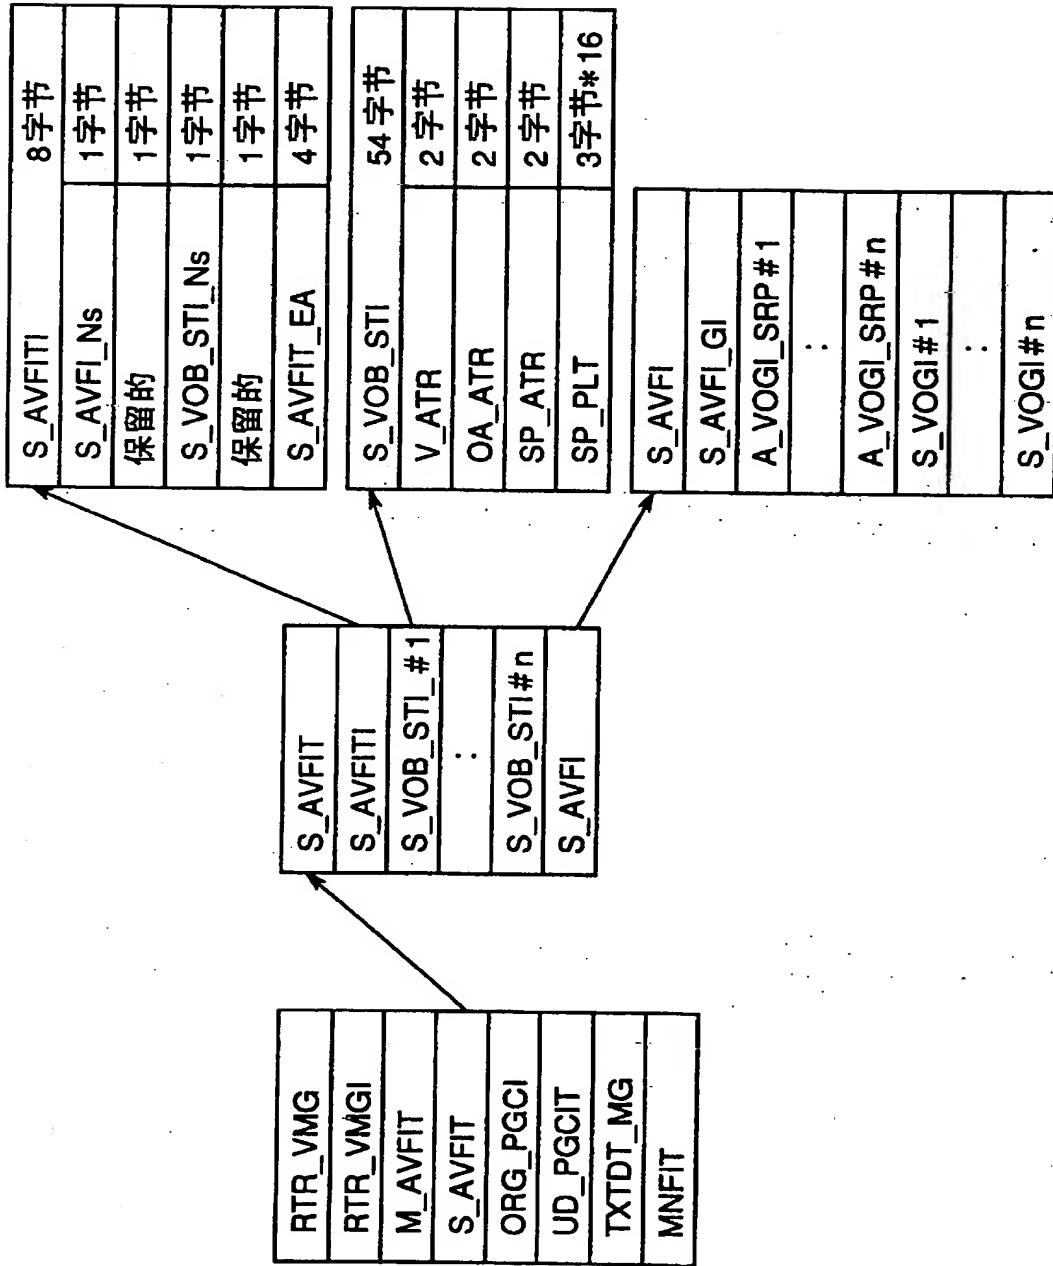 RTR_VMG
RTR_VMGI
M_AVFIT
S_AVFIT
ORG_PGCI
UD_PGCIT
TXTDT_MG
MNFIT
S_AVFIT
S_AVFITI
S_VOB_STI_#1
:
S_VOB_STI#n
S_AVFI
S_AVFITI 8字节
S_AVFI_Ns 1字节
保留的 1字节
S_VOB_STI_Ns 1字节
保留的 1字节
S_AVFIT_EA 4字节
S_VOB_STI 54字节
V_ATR 2字节
OA_ATR 2字节
SP_ATR 2字节
SP_PLT 3字节*16
S_AVFI
S_AVFI_GI
A_VOGI_SRP#1
:
A_VOGI_SRP#n
S_VOGI#1
:
S_VOGI#n